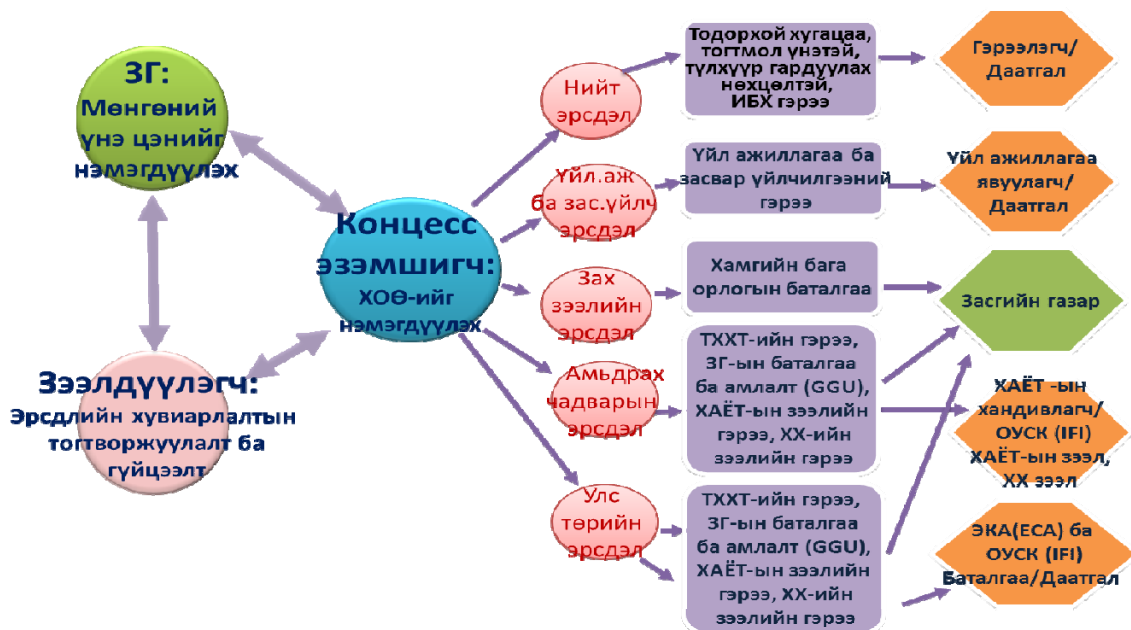 ЗГ:
Мөнгөний
үнэ цэнийг
нэмэгдүүлэх
Концесс
эзэмшигч:
ХОӨ-ийг
нэмэгдүүлэх
Зээлдүүлэгч:
Эрсдлийн хувиарлалтын
тогтворжуулалт ба
гүйцээлт
Нийт
эрсдэл
Тодорхой хугацаа,
тогтмол үнэтэй,
түлхүүр гардуулах
нөхцөлтэй,
ИБХ гэрээ
Гэрээлэгч/
Даатгал
Үйл.аж
ба зас.үйлч
эрсдэл
Үйл ажиллагаа ба
засвар үйлчилгээний
гэрээ
Үйл ажиллагаа
явуулагч/
Даатгал
Зах
зээлийн
эрсдэл
Хамгийн бага
орлогын баталгаа
Засгийн газар
Амьдрах
чадварын
эрсдэл
ТХХТ-ийн гэрээ,
ЗГ-ын баталгаа
ба амлалт (GGU),
ХАЁТ-ын зээлийн
гэрээ, ХХ-ийн
зээлийн гэрээ
ХАЁТ -ын
хандивлагч/
ОУСК (IFI)
ХАЁТ-ын зээл,
ХХ зээл
Улс
төрийн
эрсдэл
ТХХТ-ийн гэрээ,
ЗГ-ын баталгаа
ба амлалт (GGU),
ХАЁТ-ын зээлийн
гэрээ, ХХ-ийн
зээлийн гэрээ
ЭКА(ECA) ба
ОУСК (IFI)
Баталгаа/Даатгал